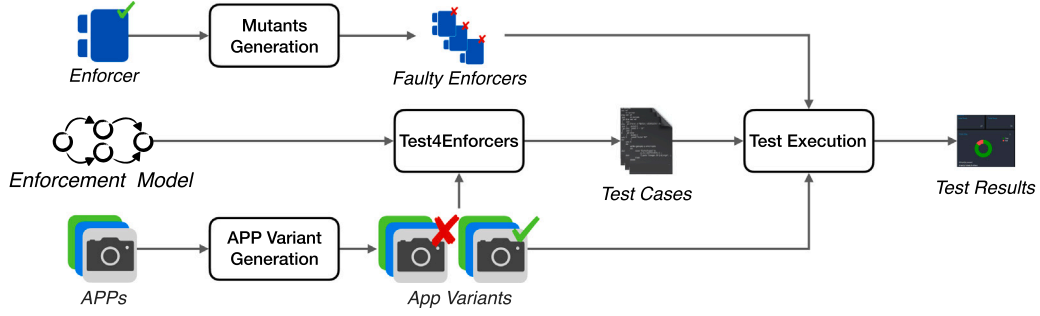 Mutants
Generation
Enforcer
Faulty Enforcers
Test4Enforcers
Test Execution
Enforcement Model
Test Cases
Test Results
APP Variant
Generation
APPs
App Variants